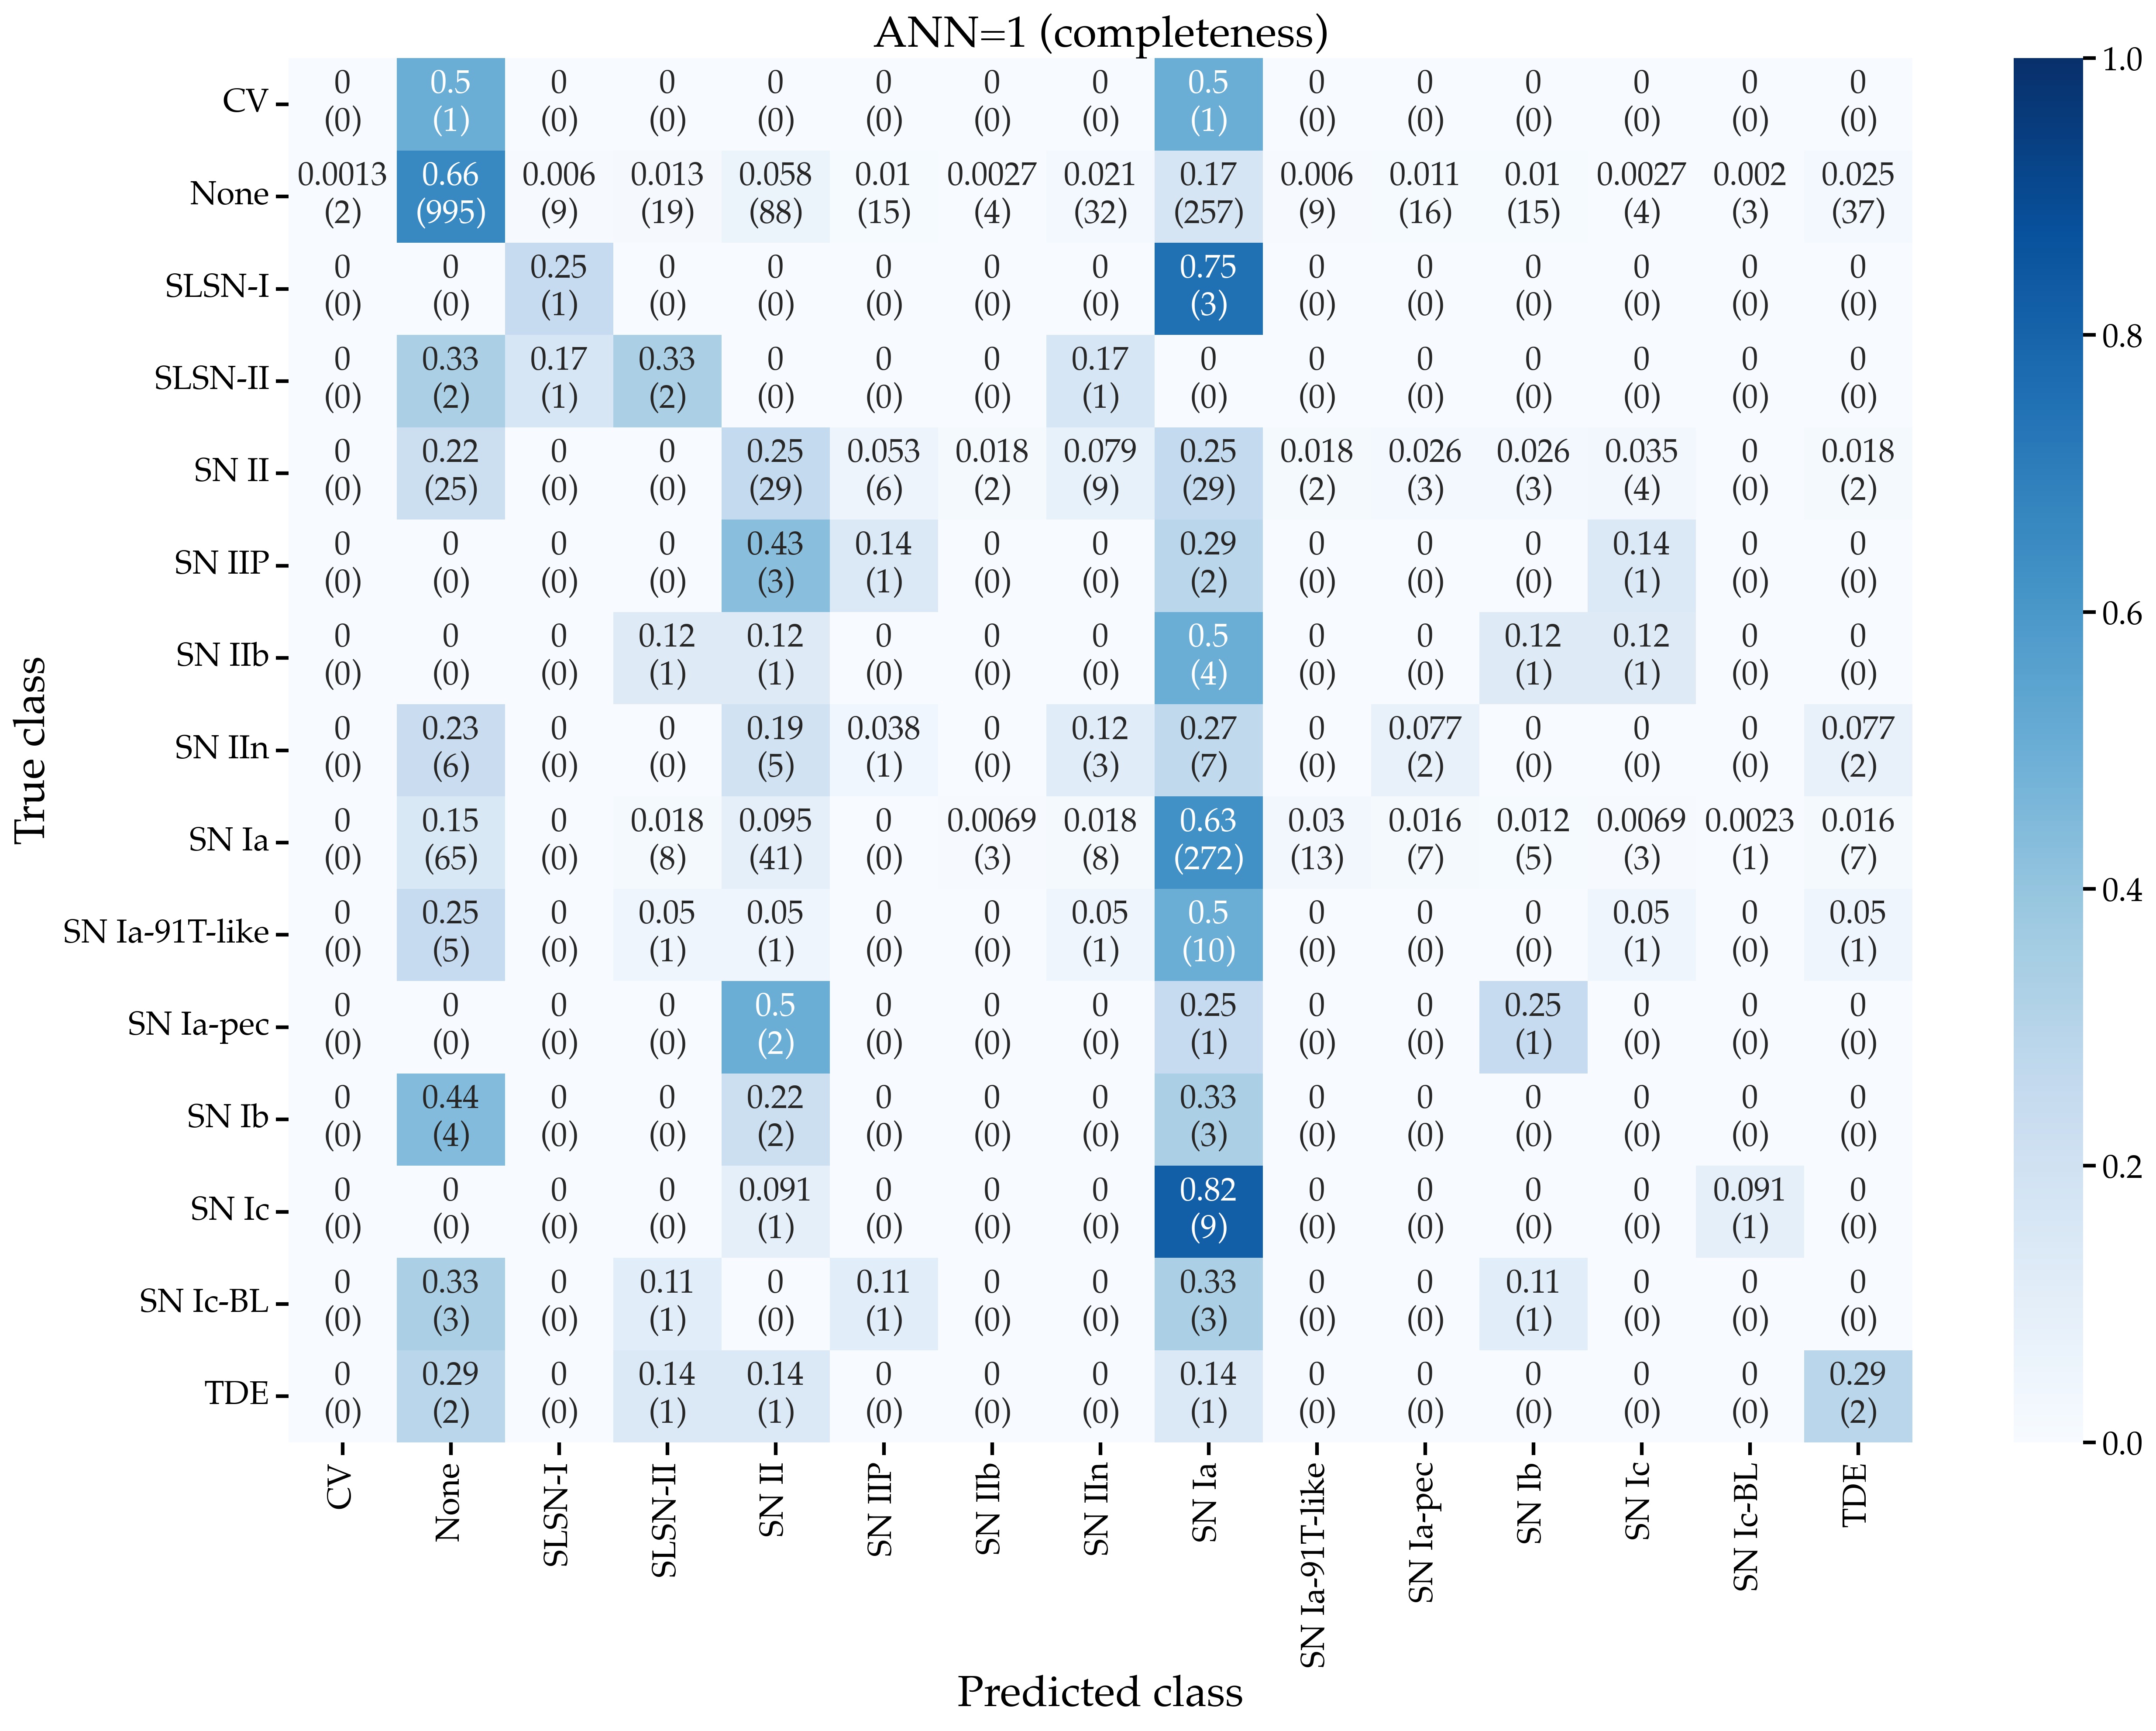 ANN=1 (completeness)
CV 0 0.5 0 0 0 0 0 0 0.5 0 0 0 0 0 0
(0) (1) (0) (0) (0) (0) (0) (0) (1) (0) (0) (0) (0) (0) (0)
None 0.0013 0.66 0.006 0.013 0.058 0.01 0.0027 0.021 0.17 0.006 0.011 0.01 0.0027 0.002 0.025
(2) (995) (9) (19) (88) (15) (4) (32) (257) (9) (16) (15) (4) (3) (37)
SLSN-I 0 0 0.25 0 0 0 0 0 0.75 0 0 0 0 0 0
(0) (0) (1) (0) (0) (0) (0) (0) (3) (0) (0) (0) (0) (0) (0)
SLSN-II 0 0.33 0.17 0.33 0 0 0 0.17 0 0 0 0 0 0 0
(0) (2) (1) (2) (0) (0) (0) (1) (0) (0) (0) (0) (0) (0) (0)
SN II 0 0.22 0 0 0.25 0.053 0.018 0.079 0.25 0.018 0.026 0.026 0.035 0 0.018
(0) (25) (0) (0) (29) (6) (2) (9) (29) (2) (3) (3) (4) (0) (2)
SN IIP 0 0 0 0 0.43 0.14 0 0 0.29 0 0 0 0.14 0 0
(0) (0) (0) (0) (3) (1) (0) (0) (2) (0) (0) (0) (1) (0) (0)
SN IIb 0 0 0 0.12 0.12 0 0 0 0.5 0 0 0.12 0.12 0 0
(0) (0) (0) (1) (1) (0) (0) (0) (4) (0) (0) (1) (1) (0) (0)
SN IIn 0 0.23 0 0 0.19 0.038 0 0.12 0.27 0 0.077 0 0 0 0.077
(0) (6) (0) (0) (5) (1) (0) (3) (7) (0) (2) (0) (0) (0) (2)
SN Ia 0 0.15 0 0.018 0.095 0 0.0069 0.018 0.63 0.03 0.016 0.012 0.0069 0.0023 0.016
(0) (65) (0) (8) (41) (0) (3) (8) (272) (13) (7) (5) (3) (1) (7)
SN Ia-91T-like 0 0.25 0 0.05 0.05 0 0 0.05 0.5 0 0 0 0.05 0 0.05
(0) (5) (0) (1) (1) (0) (0) (1) (10) (0) (0) (0) (1) (0) (1)
SN Ia-pec 0 0 0 0 0.5 0 0 0 0.25 0 0 0.25 0 0 0
(0) (0) (0) (0) (2) (0) (0) (0) (1) (0) (0) (1) (0) (0) (0)
SN Ib 0 0.44 0 0 0.22 0 0 0 0.33 0 0 0 0 0 0
(0) (4) (0) (0) (2) (0) (0) (0) (3) (0) (0) (0) (0) (0) (0)
SN Ic 0 0 0 0 0.091 0 0 0 0.82 0 0 0 0 0.091 0
(0) (0) (0) (0) (1) (0) (0) (0) (9) (0) (0) (0) (0) (1) (0)
SN Ic-BL 0 0.33 0 0.11 0 0.11 0 0 0.33 0 0 0.11 0 0 0
(0) (3) (0) (1) (0) (1) (0) (0) (3) (0) (0) (1) (0) (0) (0)
TDE 0 0.29 0 0.14 0.14 0 0 0 0.14 0 0 0 0 0 0.29
(0) (2) (0) (1) (1) (0) (0) (0) (1) (0) (0) (0) (0) (0) (2)
True class
CV None SLSN-I SLSN-II SN II SN IIP SN IIb SN IIn SN Ia SN Ia-91T-like SN Ia-pec SN Ib SN Ic SN Ic-BL TDE
Predicted class
1.0
0.8
0.6
0.4
0.2
0.0